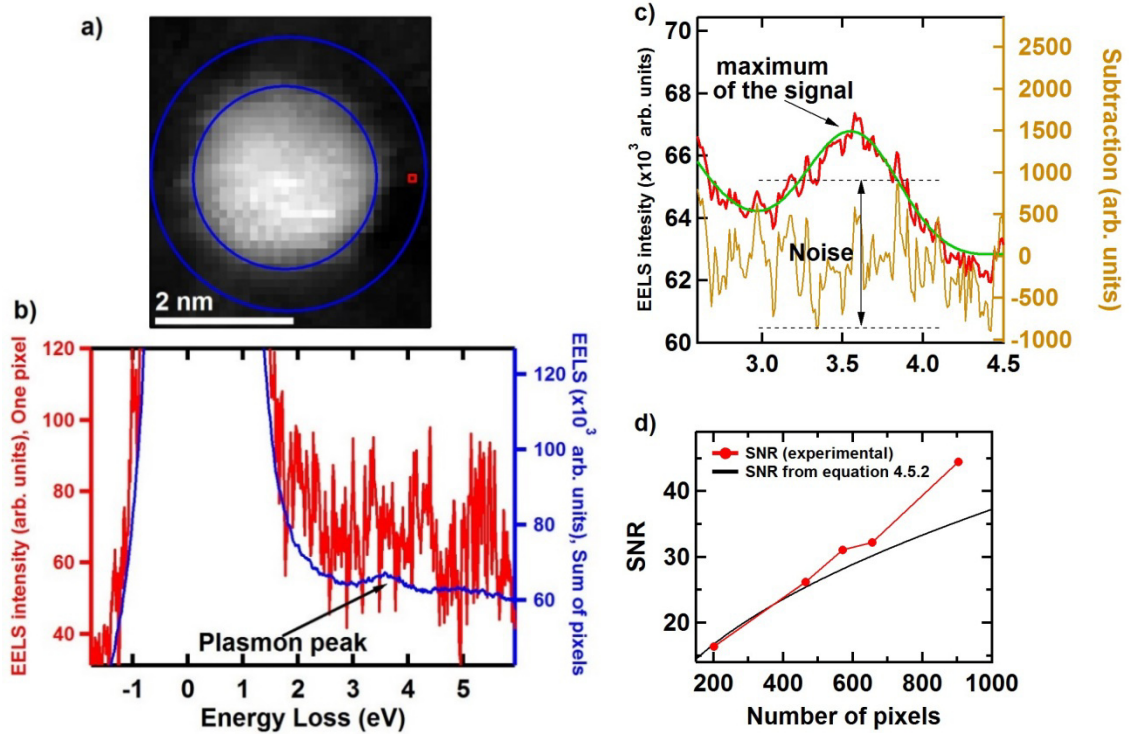 a)
2 nm
b)
EELS intensity (arb. units), One pixel
120
100
80
60
40
Plasmon peak
-1
0
1
2
3
4
5
Energy Loss (eV)
120
100
80
60
EELS (x10³ arb. units), Sum of pixels
c)
EELS intesity (x10³ arb. units)
70
68
66
64
62
60
maximum
of the signal
Noise
3.0
3.5
4.0
4.5
2500
2000
1500
1000
500
0
-500
-1000
Subtraction (arb. units)
d)
SNR (experimental)
SNR from equation 4.5.2
SNR
40
30
20
200
400
600
800
1000
Number of pixels